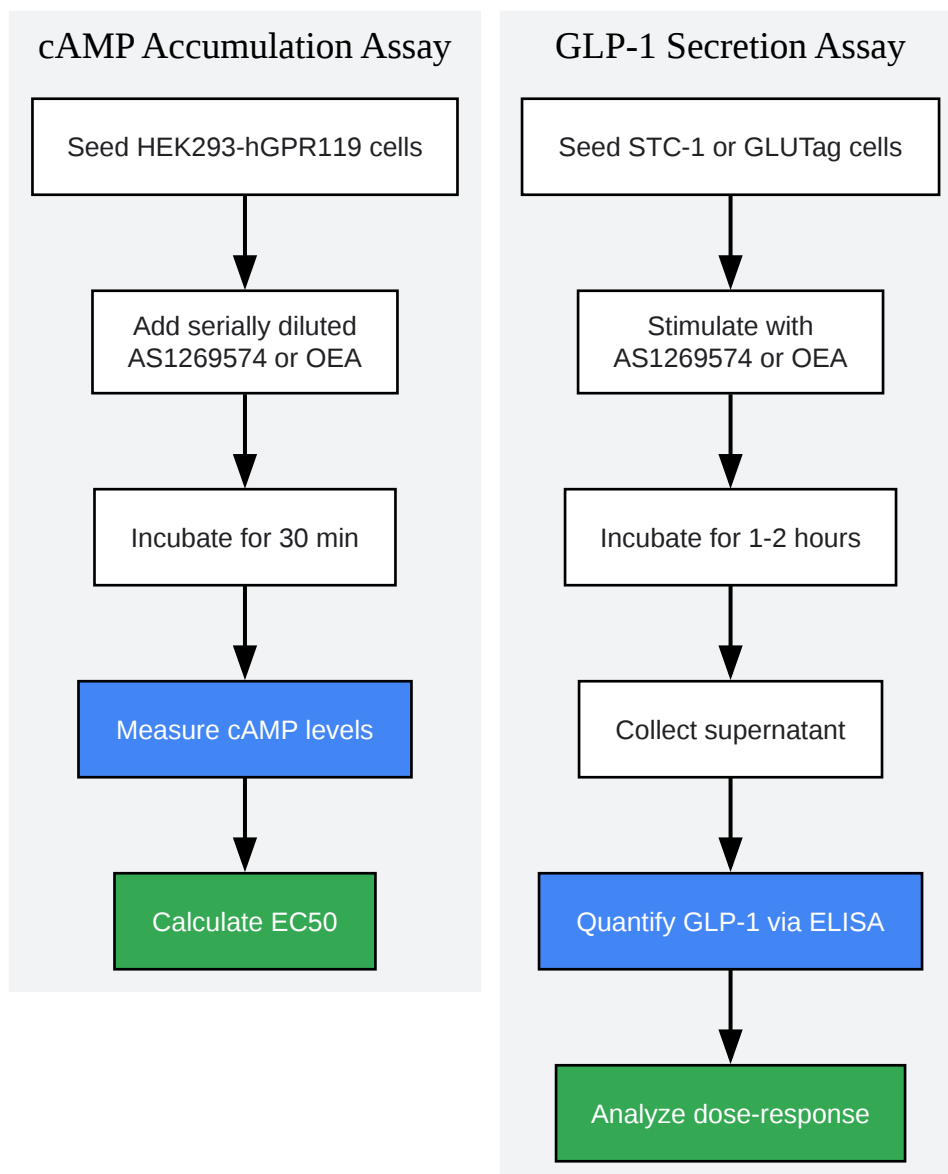 cAMP Accumulation Assay
Seed HEK293-hGPR119 cells
Add serially diluted
AS1269574 or OEA
Incubate for 30 min
Measure cAMP levels
Calculate EC50
GLP-1 Secretion Assay
Seed STC-1 or GLUTag cells
Stimulate with
AS1269574 or OEA
Incubate for 1-2 hours
Collect supernatant
Quantify GLP-1 via ELISA
Analyze dose-response